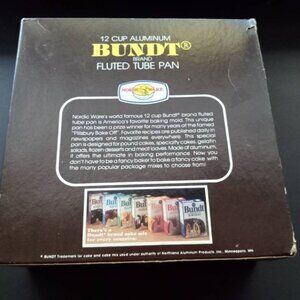 12 CUP ALUMINUM
BUNDT®
BRAND
FLUTED TUBE PAN
NORDIC WARE
Nordic Ware's world famous 12 cup Bundt® brand fluted
tube pan is America's favorite baking mold. This unique
pan has been a prize winner for many years at the famed
"Pillsbury Bake Off". Favorite recipes are published daily in
newspapers and magazines everywhere. This special
pan is designed for pound cakes, specialty cakes, gelatin
salads, frozen desserts and meat loaves. Made of aluminum,
it offers the ultimate in baking performance. Now you
don't have to be a fancy baker to bake a fancy cake with
the many popular package mixes to choose from!
Bundt
There's a
Bundt® brand cake mix
for every occasion.
* BUNDT Trademark for cake and cake mix used under authority of Northland Aluminum Products, Inc., Minneapolis, MN.